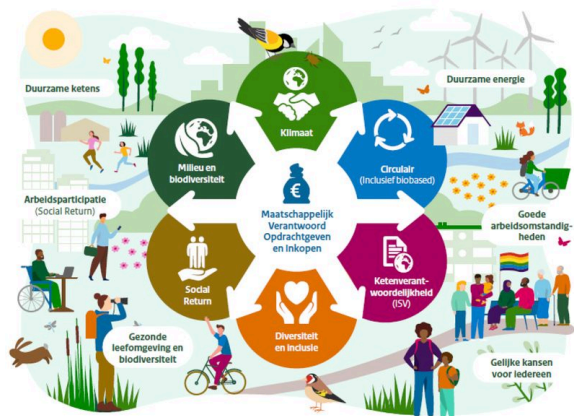 Duurzame ketens
Duurzame energie
Klimaat
Milieu en
biodiversiteit
Circulair
(Inclusief biobased)
Arbeidsparticipatie
(Social Return)
€
Maatschappelijk
Verantwoord
Opdrachtgeven
en Inkopen
Goede
arbeidsomstandig-
heden
Social
Return
Ketenverant-
woordelijkheid
(ISV)
Diversiteit
en inclusie
Gezonde
leefomgeving en
biodiversiteit
Gelijke kansen
voor iedereen